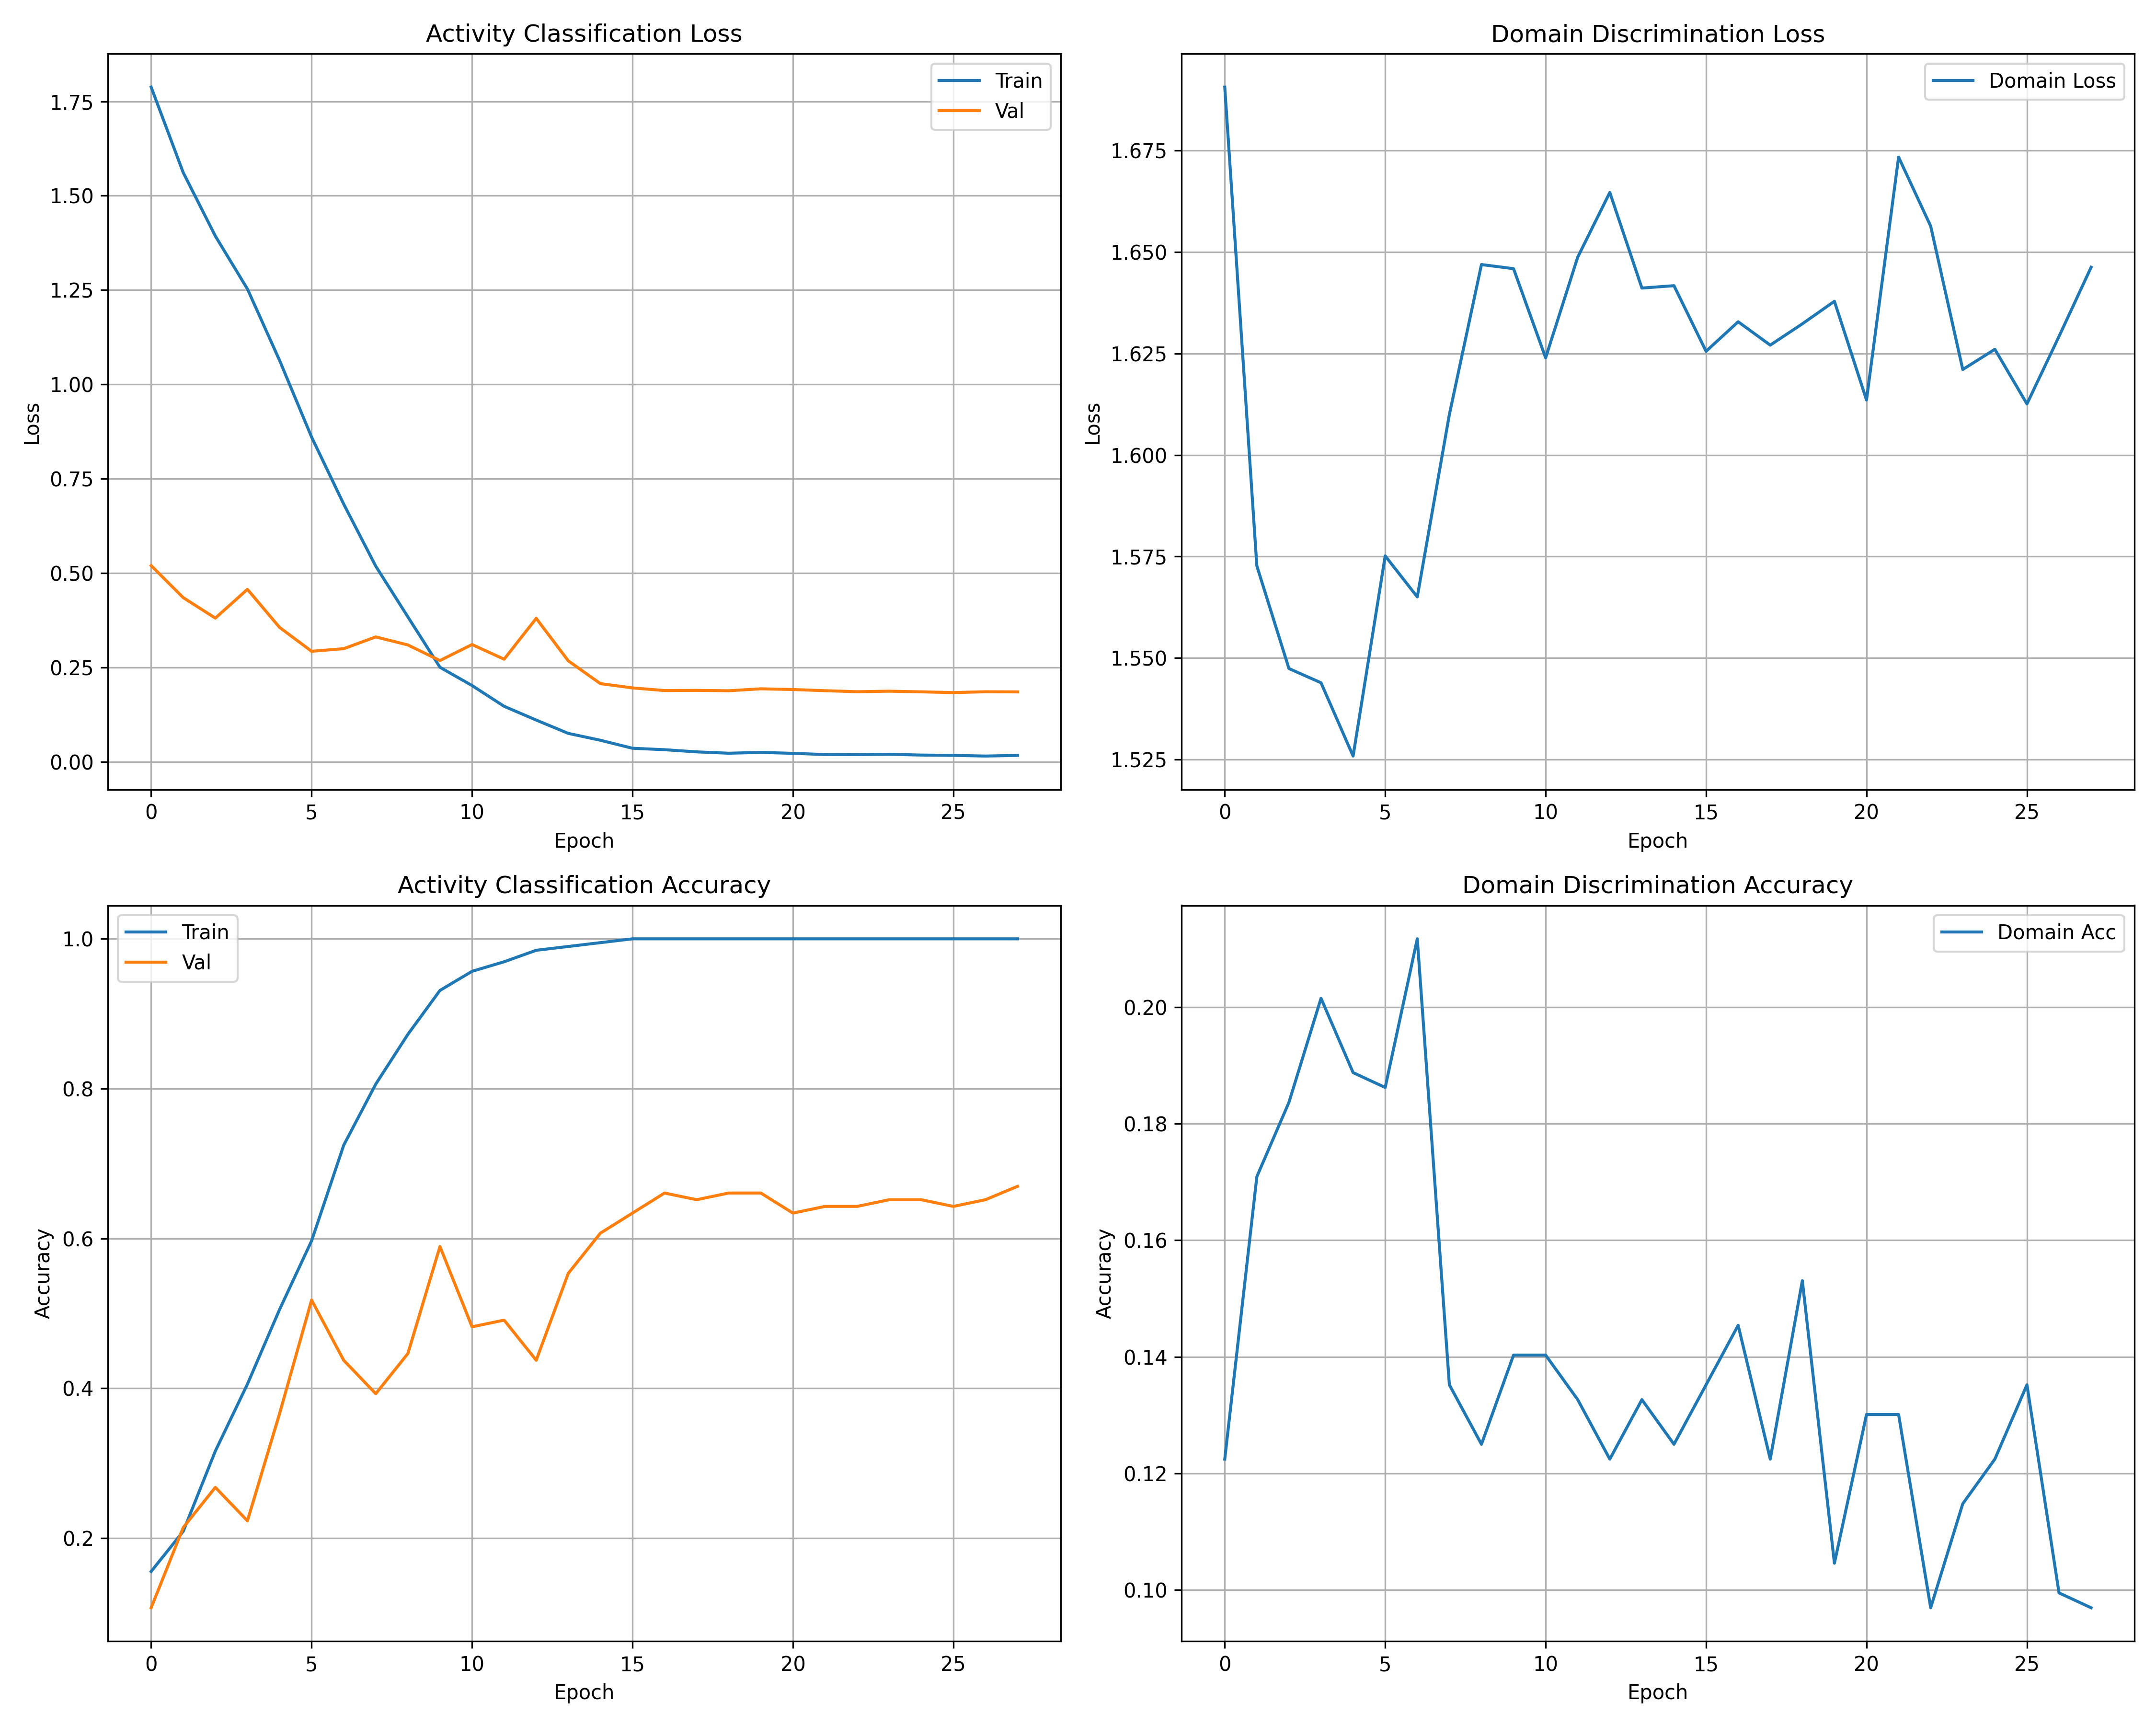 Activity Classification Loss
Train
Val
1.75
1.50
1.25
1.00
0.75
0.50
0.25
0.00
Loss
0 5 10 15 20 25
Epoch
Domain Discrimination Loss
Domain Loss
1.675
1.650
1.625
1.600
1.575
1.550
1.525
Loss
0 5 10 15 20 25
Epoch
Activity Classification Accuracy
Train
Val
1.0
0.8
0.6
0.4
0.2
Accuracy
0 5 10 15 20 25
Epoch
Domain Discrimination Accuracy
Domain Acc
0.20
0.18
0.16
0.14
0.12
0.10
Accuracy
0 5 10 15 20 25
Epoch